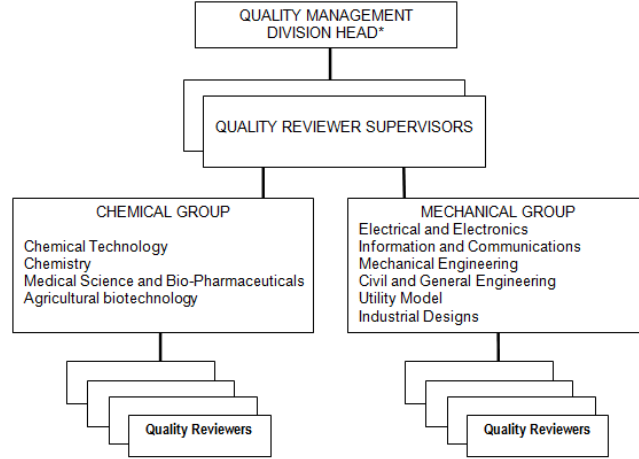 QUALITY MANAGEMENT
DIVISION HEAD*
QUALITY REVIEWER SUPERVISORS
CHEMICAL GROUP
Chemical Technology
Chemistry
Medical Science and Bio-Pharmaceuticals
Agricultural biotechnology
MECHANICAL GROUP
Electrical and Electronics
Information and Communications
Mechanical Engineering
Civil and General Engineering
Utility Model
Industrial Designs
Quality Reviewers
Quality Reviewers